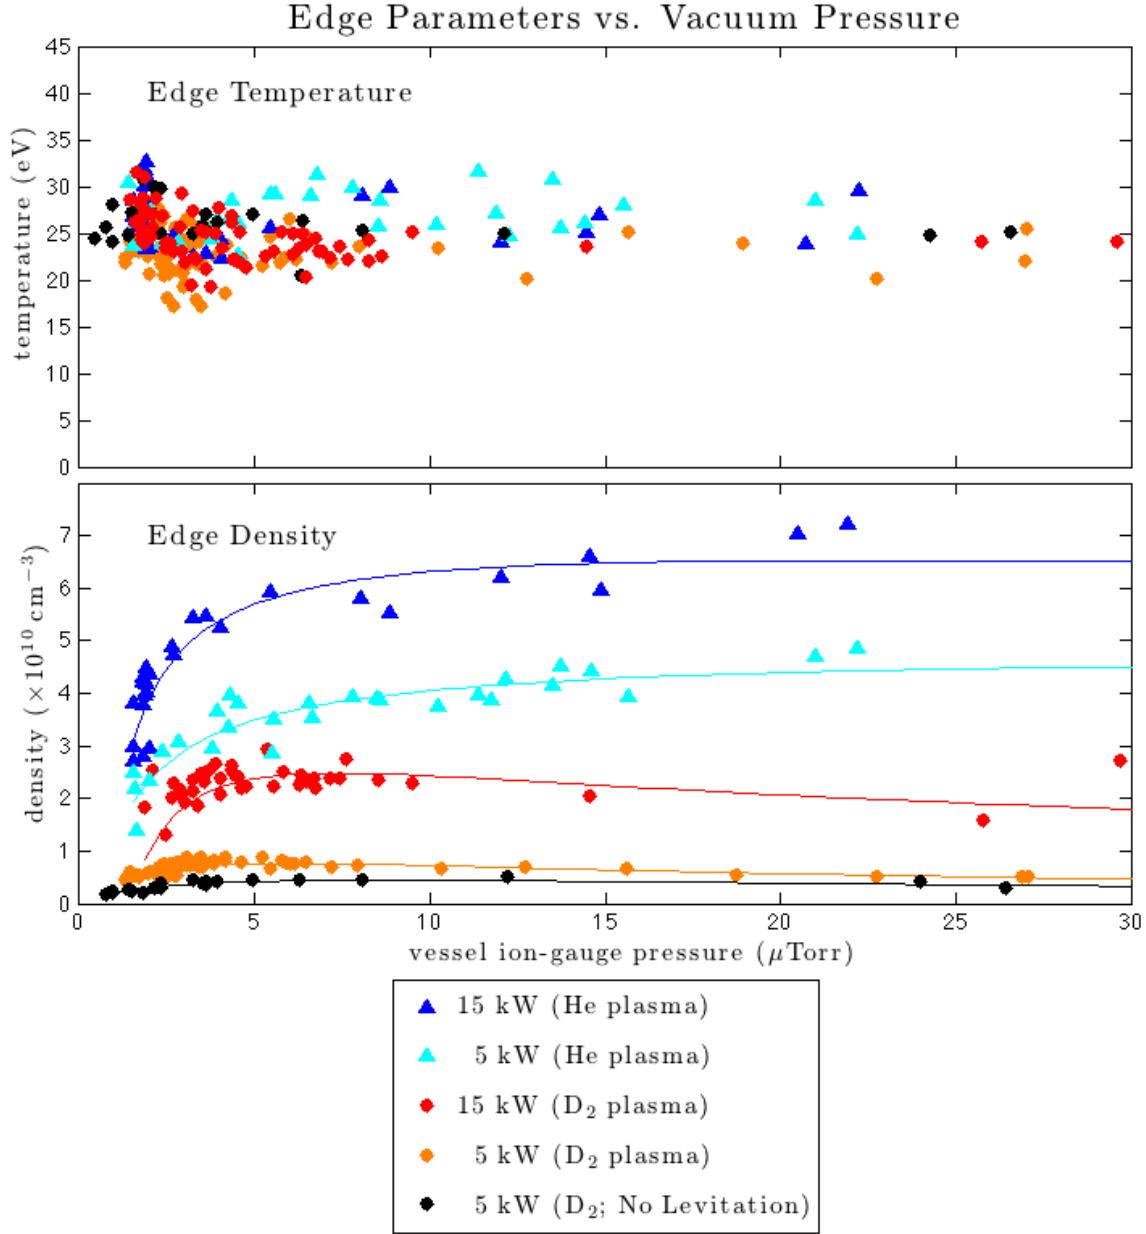 Edge Parameters vs. Vacuum Pressure
45
40
35
30
25
20
15
10
5
0
temperature (eV)
Edge Temperature
7
6
5
4
3
2
1
0
density (×10¹⁰ cm⁻³)
Edge Density
0 5 10 15 20 25 30
vessel ion-gauge pressure (μTorr)
15 kW (He plasma)
5 kW (He plasma)
15 kW (D₂ plasma)
5 kW (D₂ plasma)
5 kW (D₂; No Levitation)